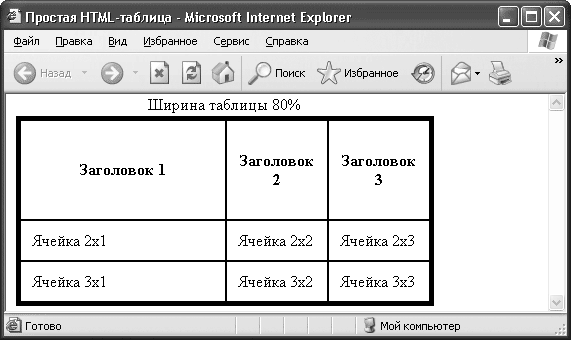 Простая HTML-таблица - Microsoft Internet Explorer
Файл Правка Вид Избранное Сервис Справка
Назад Поиск Избранное »
Ширина таблицы 80%
Заголовок 1 Заголовок 2 Заголовок 3
Ячейка 2x1 Ячейка 2x2 Ячейка 2x3
Ячейка 3x1 Ячейка 3x2 Ячейка 3x3
Готово Мой компьютер